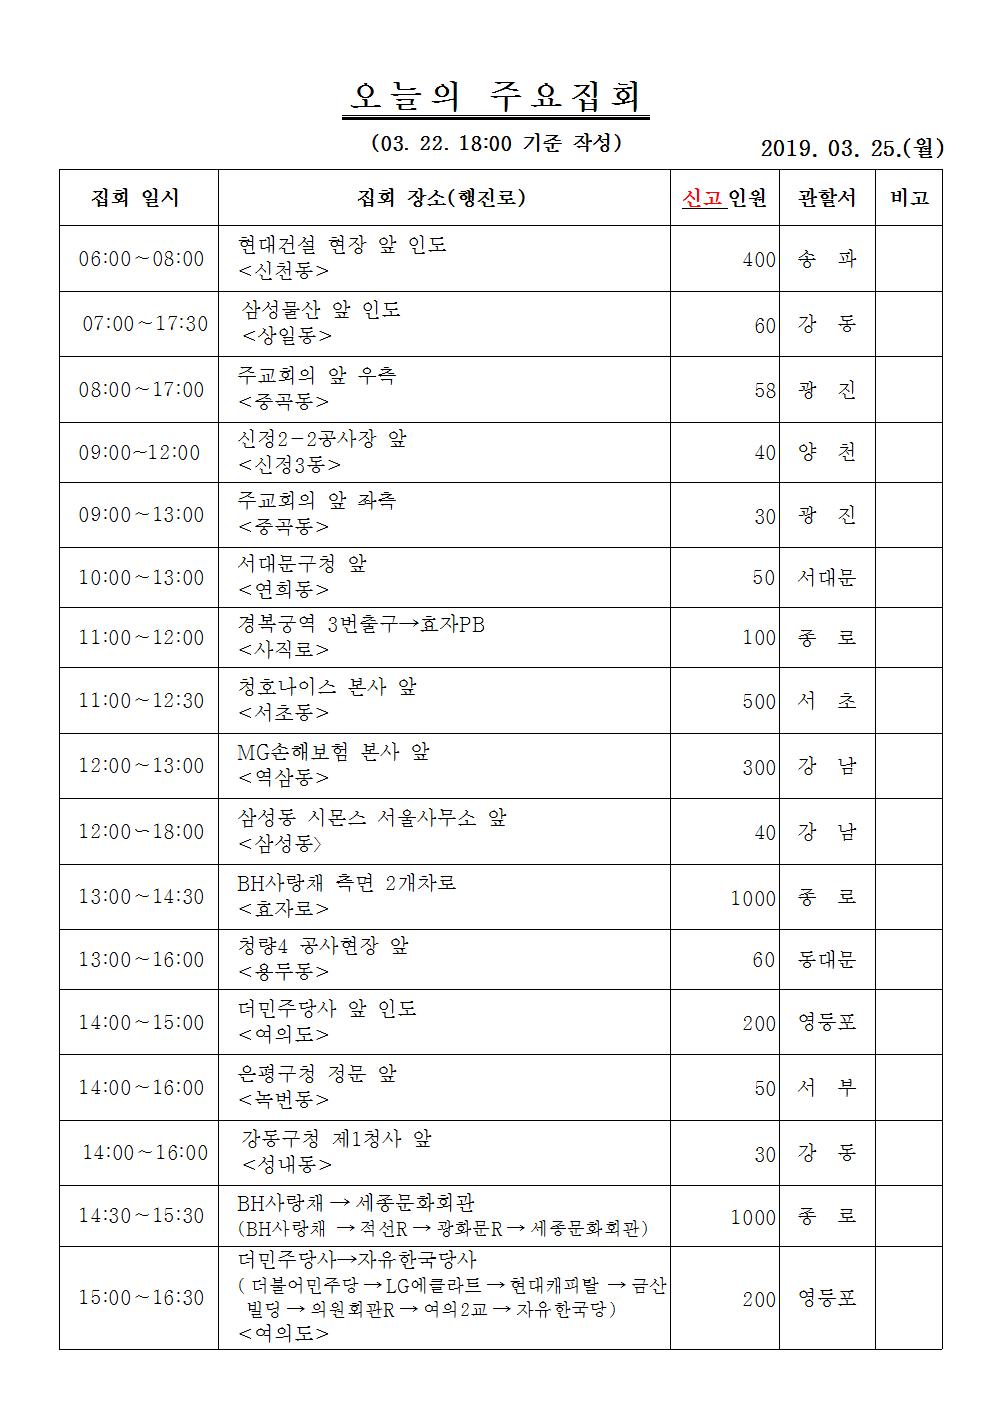 오늘의 주요집회
(03. 22. 18:00 기준 작성)
2019. 03. 25.(월)
집회 일시 집회 장소(행진로) 신고인원 관할서 비고
06:00～08:00 현대건설 현장 앞 인도 400 송 파
<신천동>
07:00～17:30 삼성물산 앞 인도 60 강 동
<상일동>
08:00～17:00 주교회의 앞 우측 58 광 진
<중곡동>
09:00~12:00 신정2-2공사장 앞 40 양 천
<신정3동>
09:00～13:00 주교회의 앞 좌측 30 광 진
<중곡동>
10:00～13:00 서대문구청 앞 50 서대문
<연희동>
11:00～12:00 경복궁역 3번출구→효자PB 100 종 로
<사직로>
11:00～12:30 청호나이스 본사 앞 500 서 초
<서초동>
12:00～13:00 MG손해보험 본사 앞 300 강 남
<역삼동>
12:00∼18:00 삼성동 시몬스 서울사무소 앞 40 강 남
<삼성동〉
13:00～14:30 BH사랑채 측면 2개차로 1000 종 로
<효자로>
13:00～16:00 청량4 공사현장 앞 60 동대문
<용두동>
14:00～15:00 더민주당사 앞 인도 200 영등포
<여의도>
14:00～16:00 은평구청 정문 앞 50 서 부
<녹번동>
14:00～16:00 강동구청 제1청사 앞 30 강 동
<성내동>
14:30～15:30 BH사랑채→세종문화회관 1000 종 로
(BH사랑채 →적선R→광화문R→세종문화회관)
15:00～16:30 더민주당사→자유한국당사 200 영등포
( 더불어민주당→LG에클라트→현대캐피탈 →금산
빌딩→의원회관R→여의2교→자유한국당)
<여의도>